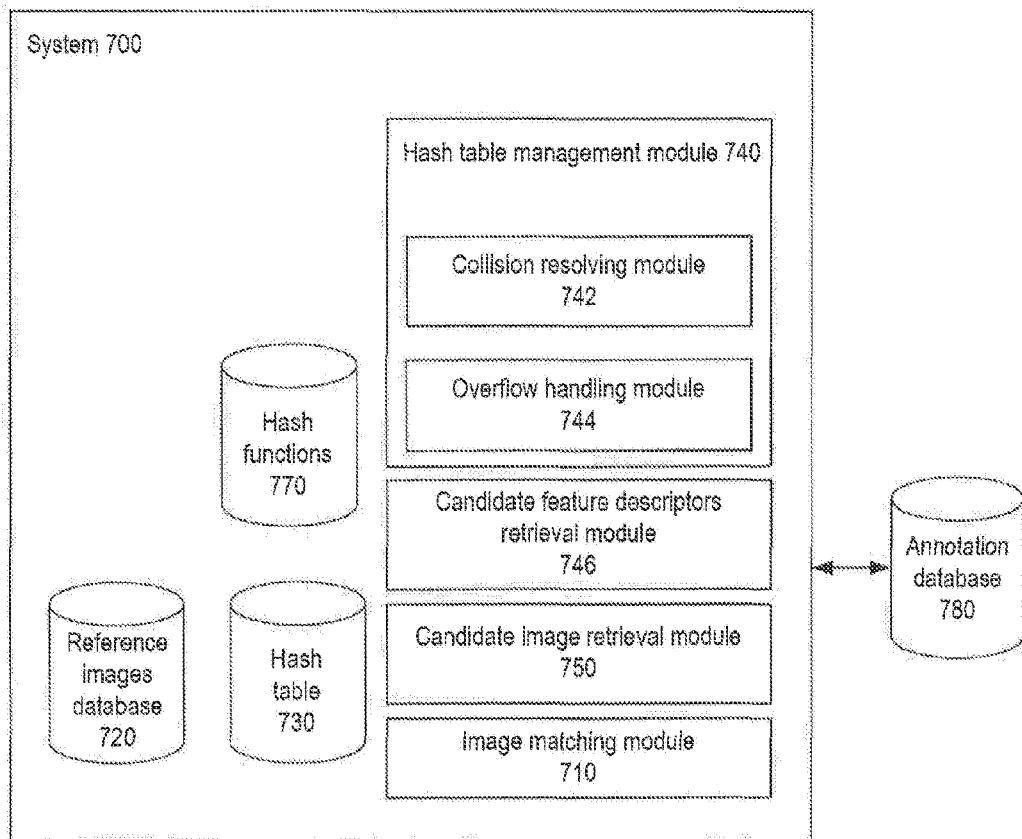 System 700
Hash table management module 740
Collision resolving module
742
Overflow handling module
744
Hash
functions
770
Candidate feature descriptors
retrieval module
746
Annotation
database
780
Reference
images
database
720
Hash
table
730
Candidate image retrieval module
750
Image matching module
710